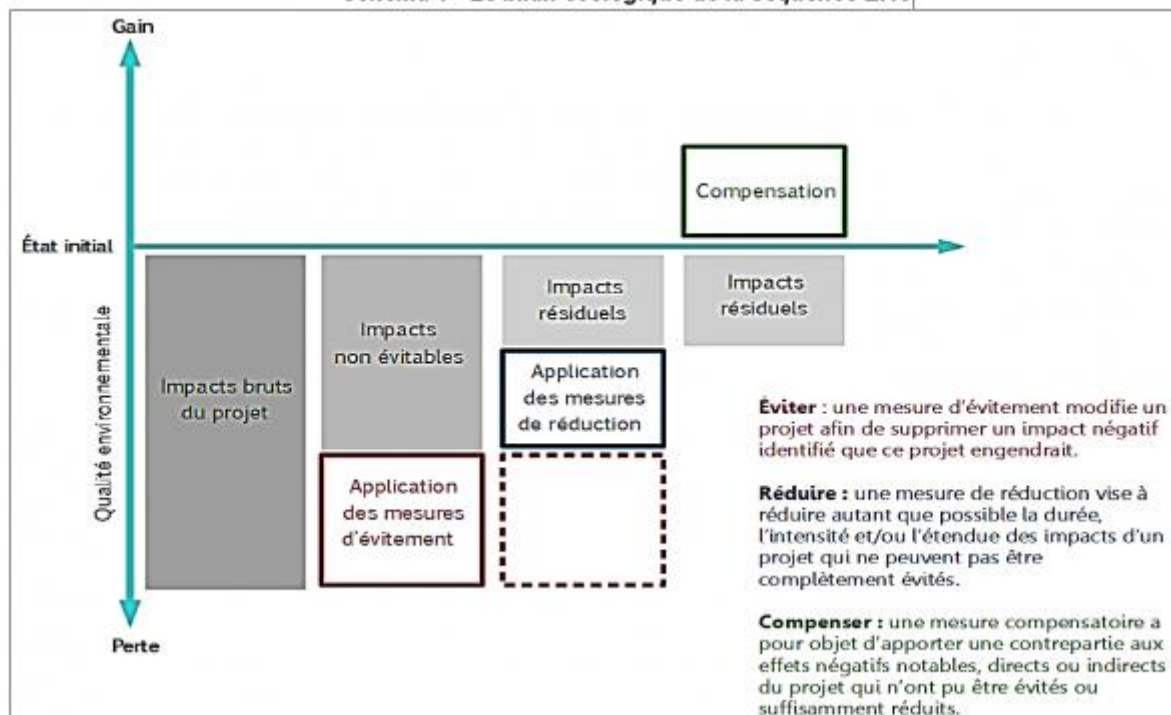 bilan écologique de la séquence
Gain
Compensation
État initial
Impacts bruts
du projet
Impacts
non évitables
Application
des mesures
d'évitement
Impacts
résiduels
Application
des mesures
de réduction
Impacts
résiduels
Qualité environnementale
Perte
Éviter : une mesure d'évitement modifie un
projet afin de supprimer un impact négatif
identifié que ce projet engendrait.
Réduire : une mesure de réduction vise à
réduire autant que possible la durée,
l'intensité et/ou l'étendue des impacts d'un
projet qui ne peuvent pas être
complètement évités.
Compenser : une mesure compensatoire a
pour objet d'apporter une contrepartie aux
effets négatifs notables, directs ou indirects
du projet qui n'ont pu être évités ou
suffisamment réduits.